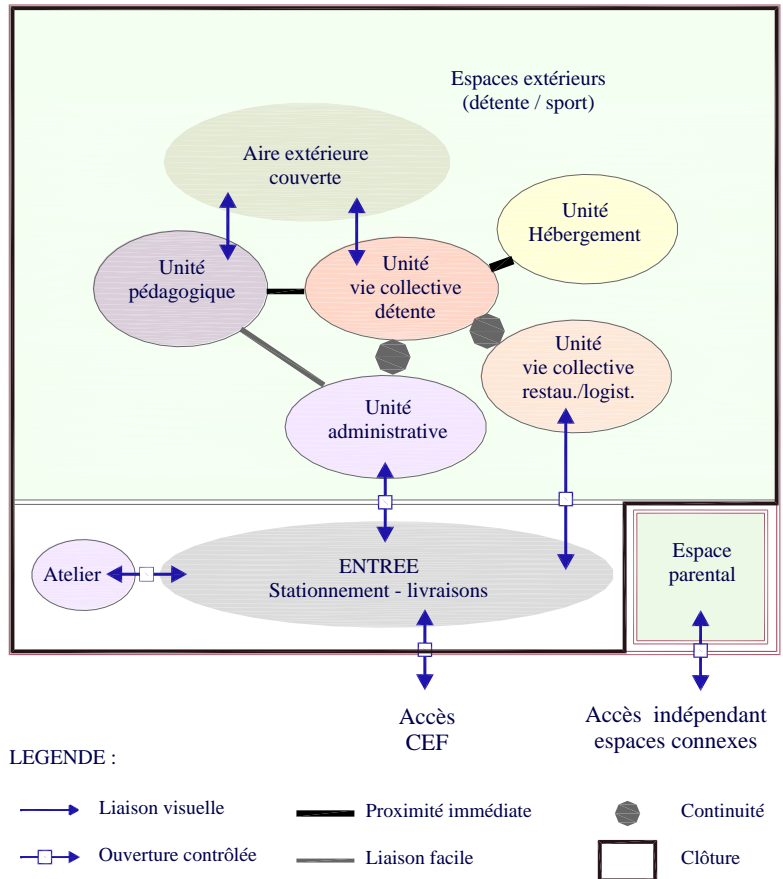 Espaces extérieurs
(détente / sport)
Aire extérieure
couverte
Unité
Hébergement
Unité
pédagogique
Unité
vie collective
détente
Unité
vie collective
restau./logist.
Unité
administrative
Atelier
ENTREE
Stationnement - livraisons
Espace
parental
Accès
CEF
Accès indépendant
espaces connexes
LEGENDE :
Liaison visuelle
Proximité immédiate
Continuité
Ouverture contrôlée
Liaison facile
Clôture